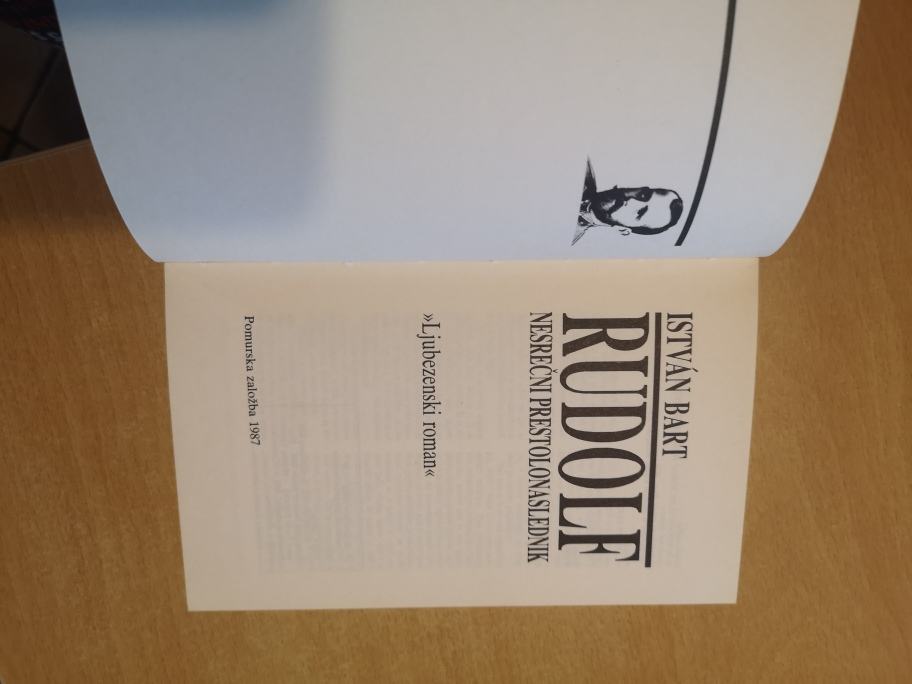 ISTVÁN BART
RUDOLF
NESREČNI PRESTOLONASLEDNIK
»Ljubezenski roman«
Pomurska založba 1987